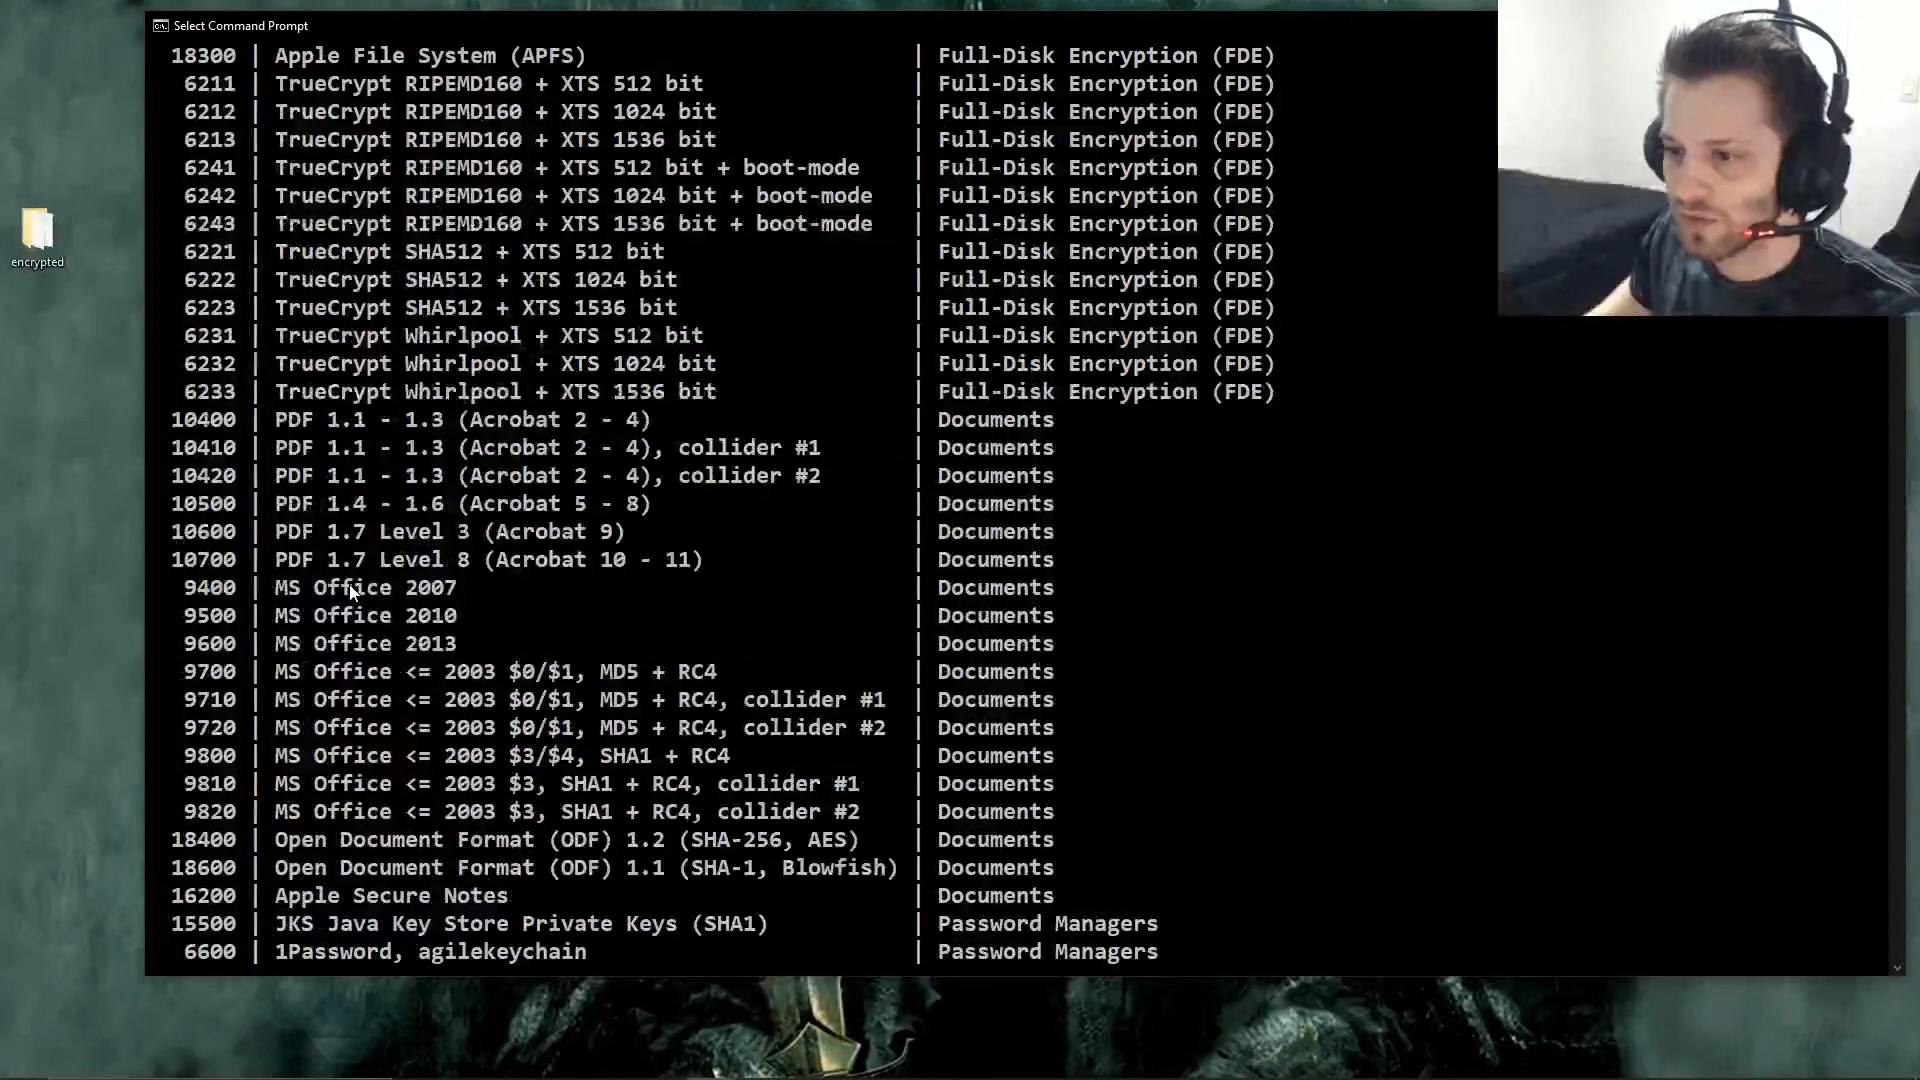 Select Command Prompt
18300 | Apple File System (APFS) | Full-Disk Encryption (FDE)
6211 | TrueCrypt RIPEMD160 + XTS 512 bit | Full-Disk Encryption (FDE)
6212 | TrueCrypt RIPEMD160 + XTS 1024 bit | Full-Disk Encryption (FDE)
6213 | TrueCrypt RIPEMD160 + XTS 1536 bit | Full-Disk Encryption (FDE)
6241 | TrueCrypt RIPEMD160 + XTS 512 bit + boot-mode | Full-Disk Encryption (FDE)
6242 | TrueCrypt RIPEMD160 + XTS 1024 bit + boot-mode | Full-Disk Encryption (FDE)
6243 | TrueCrypt RIPEMD160 + XTS 1536 bit + boot-mode | Full-Disk Encryption (FDE)
6221 | TrueCrypt SHA512 + XTS 512 bit | Full-Disk Encryption (FDE)
6222 | TrueCrypt SHA512 + XTS 1024 bit | Full-Disk Encryption (FDE)
6223 | TrueCrypt SHA512 + XTS 1536 bit | Full-Disk Encryption (FDE)
6231 | TrueCrypt Whirlpool + XTS 512 bit | Full-Disk Encryption (FDE)
6232 | TrueCrypt Whirlpool + XTS 1024 bit | Full-Disk Encryption (FDE)
6233 | TrueCrypt Whirlpool + XTS 1536 bit | Full-Disk Encryption (FDE)
10400 | PDF 1.1 - 1.3 (Acrobat 2 - 4) | Documents
10410 | PDF 1.1 - 1.3 (Acrobat 2 - 4), collider #1 | Documents
10420 | PDF 1.1 - 1.3 (Acrobat 2 - 4), collider #2 | Documents
10500 | PDF 1.4 - 1.6 (Acrobat 5 - 8) | Documents
10600 | PDF 1.7 Level 3 (Acrobat 9) | Documents
10700 | PDF 1.7 Level 8 (Acrobat 10 - 11) | Documents
9400 | MS Office 2007 | Documents
9500 | MS Office 2010 | Documents
9600 | MS Office 2013 | Documents
9700 | MS Office <= 2003 $0/$1, MD5 + RC4 | Documents
9710 | MS Office <= 2003 $0/$1, MD5 + RC4, collider #1 | Documents
9720 | MS Office <= 2003 $0/$1, MD5 + RC4, collider #2 | Documents
9800 | MS Office <= 2003 $3/$4, SHA1 + RC4 | Documents
9810 | MS Office <= 2003 $3, SHA1 + RC4, collider #1 | Documents
9820 | MS Office <= 2003 $3, SHA1 + RC4, collider #2 | Documents
18400 | Open Document Format (ODF) 1.2 (SHA-256, AES) | Documents
18600 | Open Document Format (ODF) 1.1 (SHA-1, Blowfish) | Documents
16200 | Apple Secure Notes | Documents
15500 | JKS Java Key Store Private Keys (SHA1) | Password Managers
6600 | 1Password, agilekeychain | Password Managers
encrypted